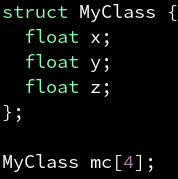 struct MyClass {
  float x;
  float y;
  float z;
};

MyClass mc[4];